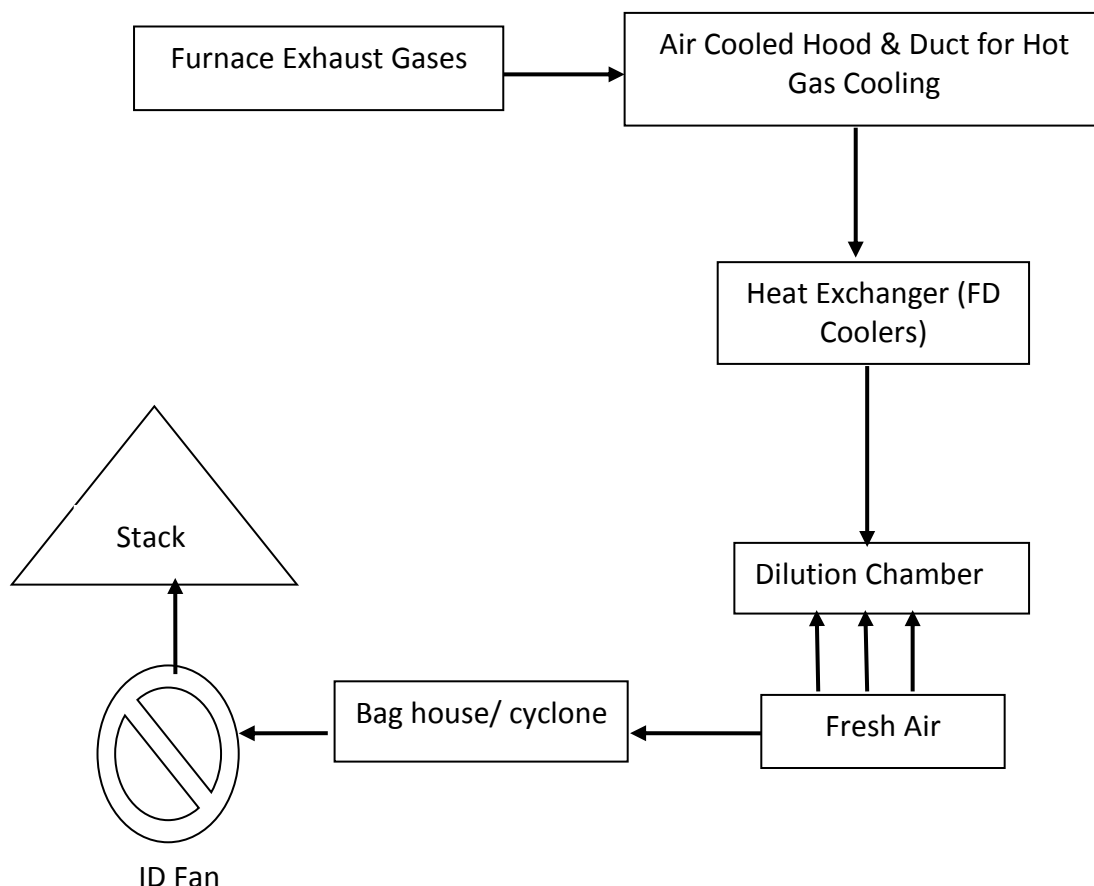 Furnace Exhaust Gases
Air Cooled Hood & Duct for Hot
Gas Cooling
Heat Exchanger (FD
Coolers)
Dilution Chamber
Fresh Air
Bag house/ cyclone
Stack
ID Fan